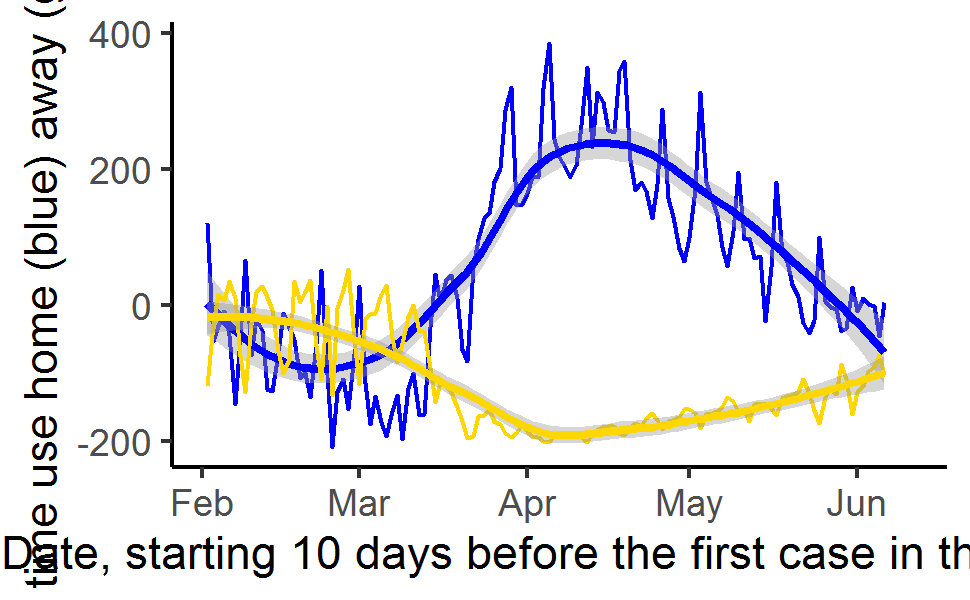 time use home (blue) away (
400
200
0
-200
Feb Mar Apr May Jun
Date, starting 10 days before the first case in th